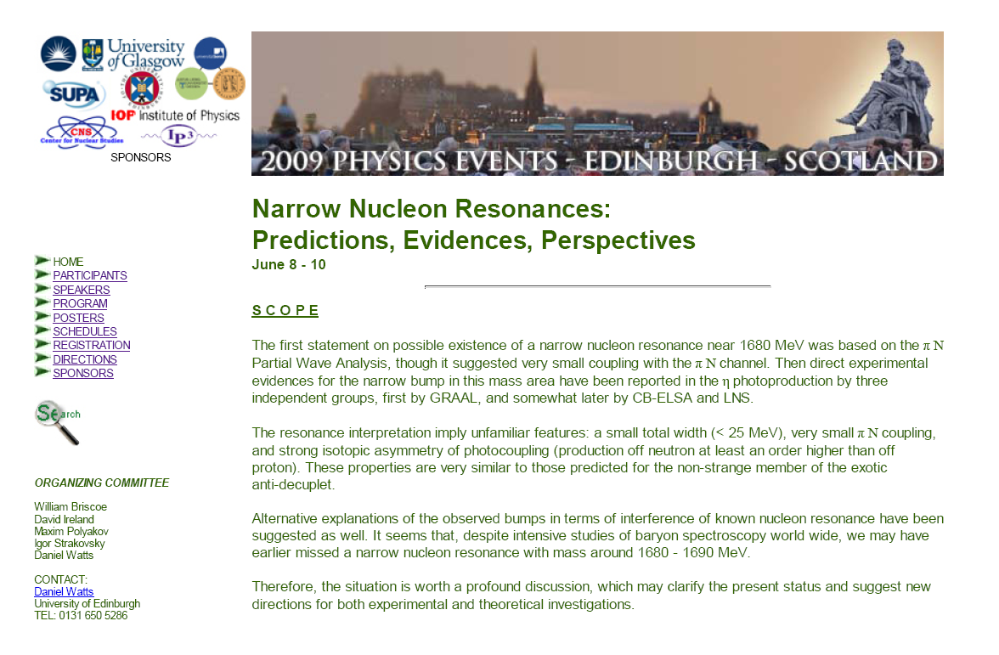 University
of Glasgow
SUPA
IOP Institute of Physics
CNS
Center for Nuclear Studies
IP3
SPONSORS
2009 PHYSICS EVENTS - EDINBURGH - SCOTLAND
Narrow Nucleon Resonances:
Predictions, Evidences, Perspectives
June 8 - 10
HOME
PARTICIPANTS
SPEAKERS
PROGRAM
POSTERS
SCHEDULES
REGISTRATION
DIRECTIONS
SPONSORS
Search
ORGANIZING COMMITTEE
William Briscoe
David Ireland
Maxim Polyakov
Igor Strakovsky
Daniel Watts
CONTACT:
Daniel Watts
University of Edinburgh
TEL: 0131 650 5286
S C O P E
The first statement on possible existence of a narrow nucleon resonance near 1680 MeV was based on the π N
Partial Wave Analysis, though it suggested very small coupling with the π N channel. Then direct experimental
evidences for the narrow bump in this mass area have been reported in the η photoproduction by three
independent groups, first by GRAAL, and somewhat later by CB-ELSA and LNS.
The resonance interpretation imply unfamiliar features: a small total width (< 25 MeV), very small π N coupling,
and strong isotopic asymmetry of photocoupling (production off neutron at least an order higher than off
proton). These properties are very similar to those predicted for the non-strange member of the exotic
anti-decuplet.
Alternative explanations of the observed bumps in terms of interference of known nucleon resonance have been
suggested as well. It seems that, despite intensive studies of baryon spectroscopy world wide, we may have
earlier missed a narrow nucleon resonance with mass around 1680 - 1690 MeV.
Therefore, the situation is worth a profound discussion, which may clarify the present status and suggest new
directions for both experimental and theoretical investigations.